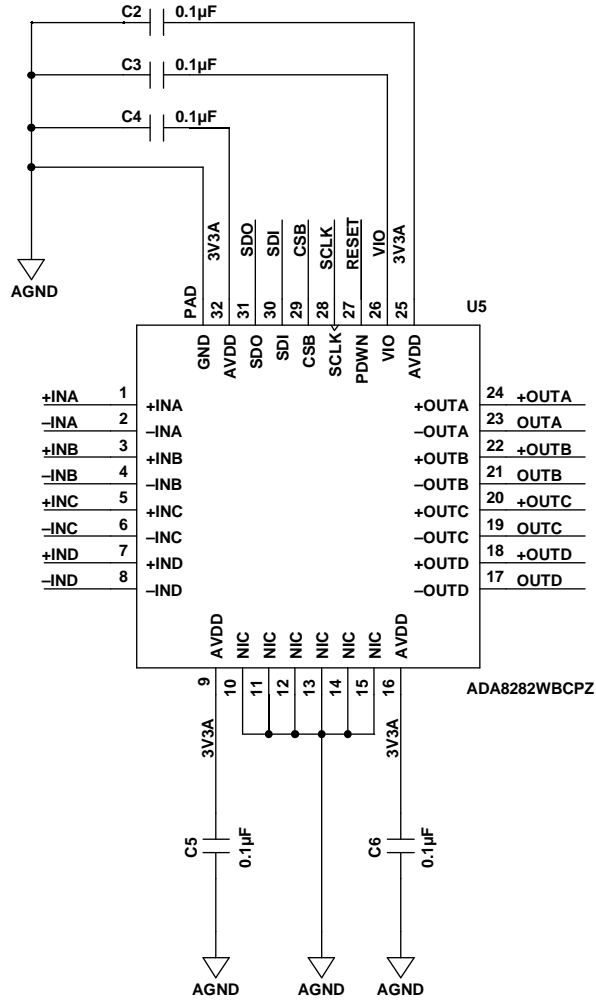 C2 0.1µF
C3 0.1µF
C4 0.1µF
AGND
3V3A
SDO
SDI
CSB
SCLK
RESET
VIO
3V3A
PAD
32
31
30
29
28
27
26
25
U5
GND
AVDD
SDO
SDI
CSB
SCLK
PDWN
VIO
AVDD
+INA 1 +INA
–INA 2 –INA
+INB 3 +INB
–INB 4 –INB
+INC 5 +INC
–INC 6 –INC
+IND 7 +IND
–IND 8 –IND
+OUTA 24 +OUTA
–OUTA 23 OUTA
+OUTB 22 +OUTB
–OUTB 21 OUTB
+OUTC 20 +OUTC
–OUTC 19 OUTC
+OUTD 18 +OUTD
–OUTD 17 OUTD
AVDD
NIC
NIC
NIC
NIC
NIC
NIC
AVDD
9
10
11
12
13
14
15
16
ADA8282WBCPZ
3V3A
3V3A
C5 0.1µF
C6 0.1µF
AGND
AGND
AGND